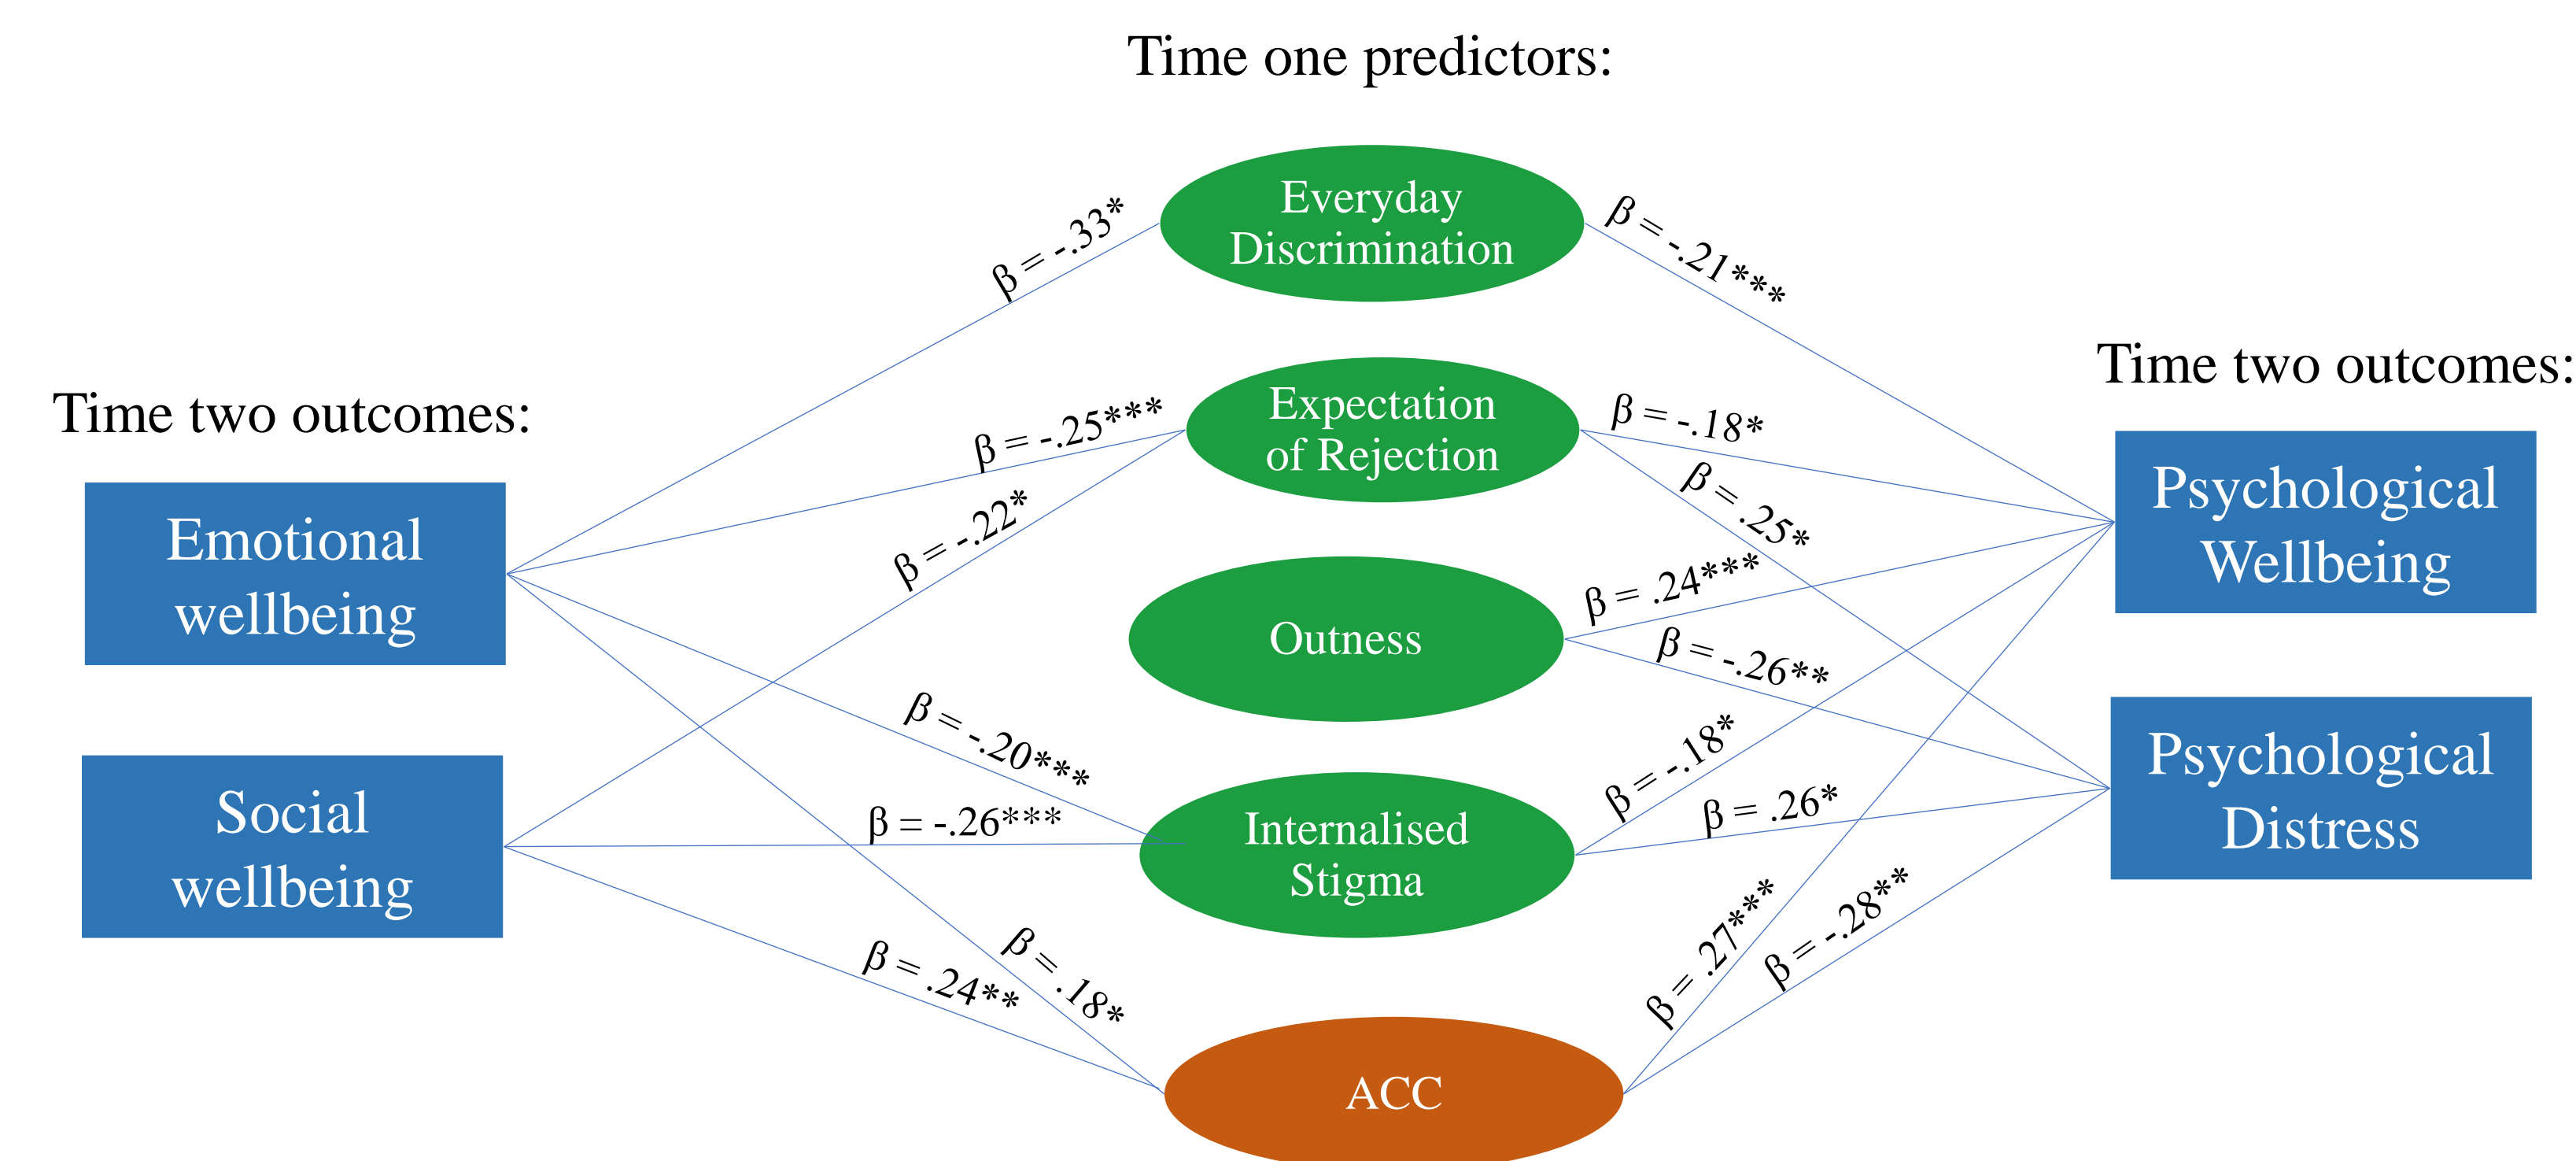 Time one predictors:
Everyday
Discrimination
β = -.33*
β = -.21***
Time two outcomes:
Time two outcomes:
Expectation
of Rejection
β = -.25***
β = -.18*
β = -.22*
β = .25*
Emotional
wellbeing
Psychological
Wellbeing
Outness
β = .24***
β = -.26**
β = -.20***
β = -.18*
Social
wellbeing
Psychological
Distress
β = -.26***
Internalised
Stigma
β = .26*
β = .24**
β = .18*
β = .27***
β = -.28**
ACC